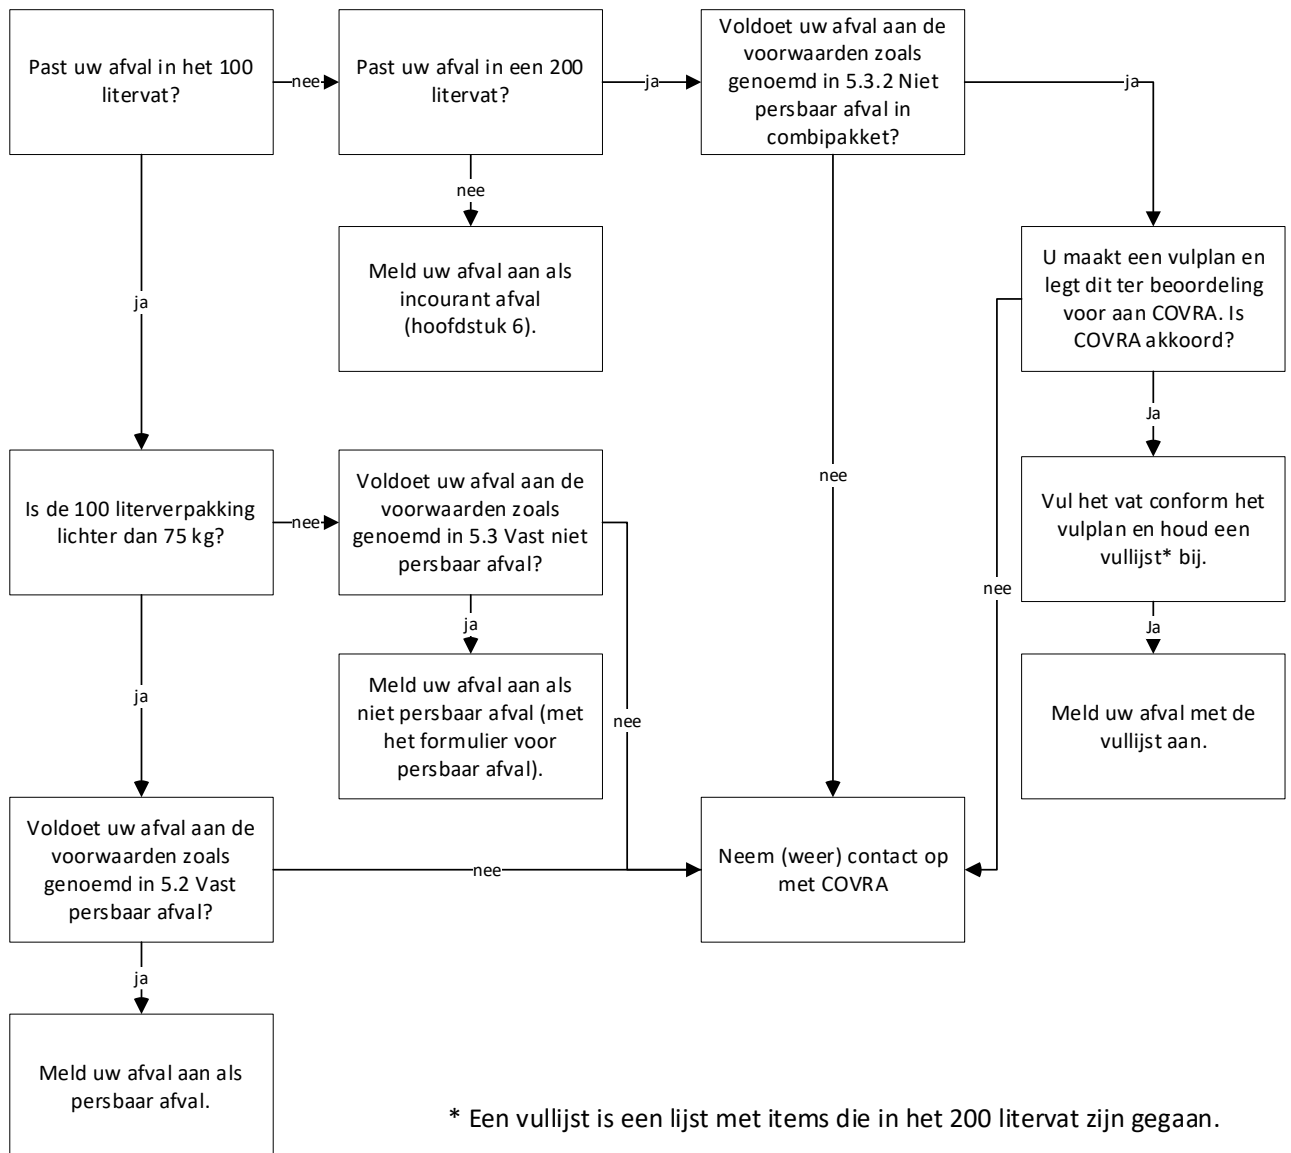 Past uw afval in het 100
litervat?
nee
Past uw afval in een 200
litervat?
ja
Voldoet uw afval aan de
voorwaarden zoals
genoemd in 5.3.2 Niet
persbaar afval in
combipakket?
ja
nee
Meld uw afval aan als
incourant afval
(hoofdstuk 6).
U maakt een vulplan en
legt dit ter beoordeling
voor aan COVRA. Is
COVRA akkoord?
ja
Ja
nee
Is de 100 literverpakking
lichter dan 75 kg?
nee
Voldoet uw afval aan de
voorwaarden zoals
genoemd in 5.3 Vast niet
persbaar afval?
Vul het vat conform het
vulplan en houd een
vullijst* bij.
nee
ja
Ja
Meld uw afval aan als
niet persbaar afval (met
het formulier voor
persbaar afval).
Meld uw afval met de
vullijst aan.
ja
nee
Voldoet uw afval aan de
voorwaarden zoals
genoemd in 5.2 Vast
persbaar afval?
nee
Neem (weer) contact op
met COVRA
ja
Meld uw afval aan als
persbaar afval.
* Een vullijst is een lijst met items die in het 200 litervat zijn gegaan.